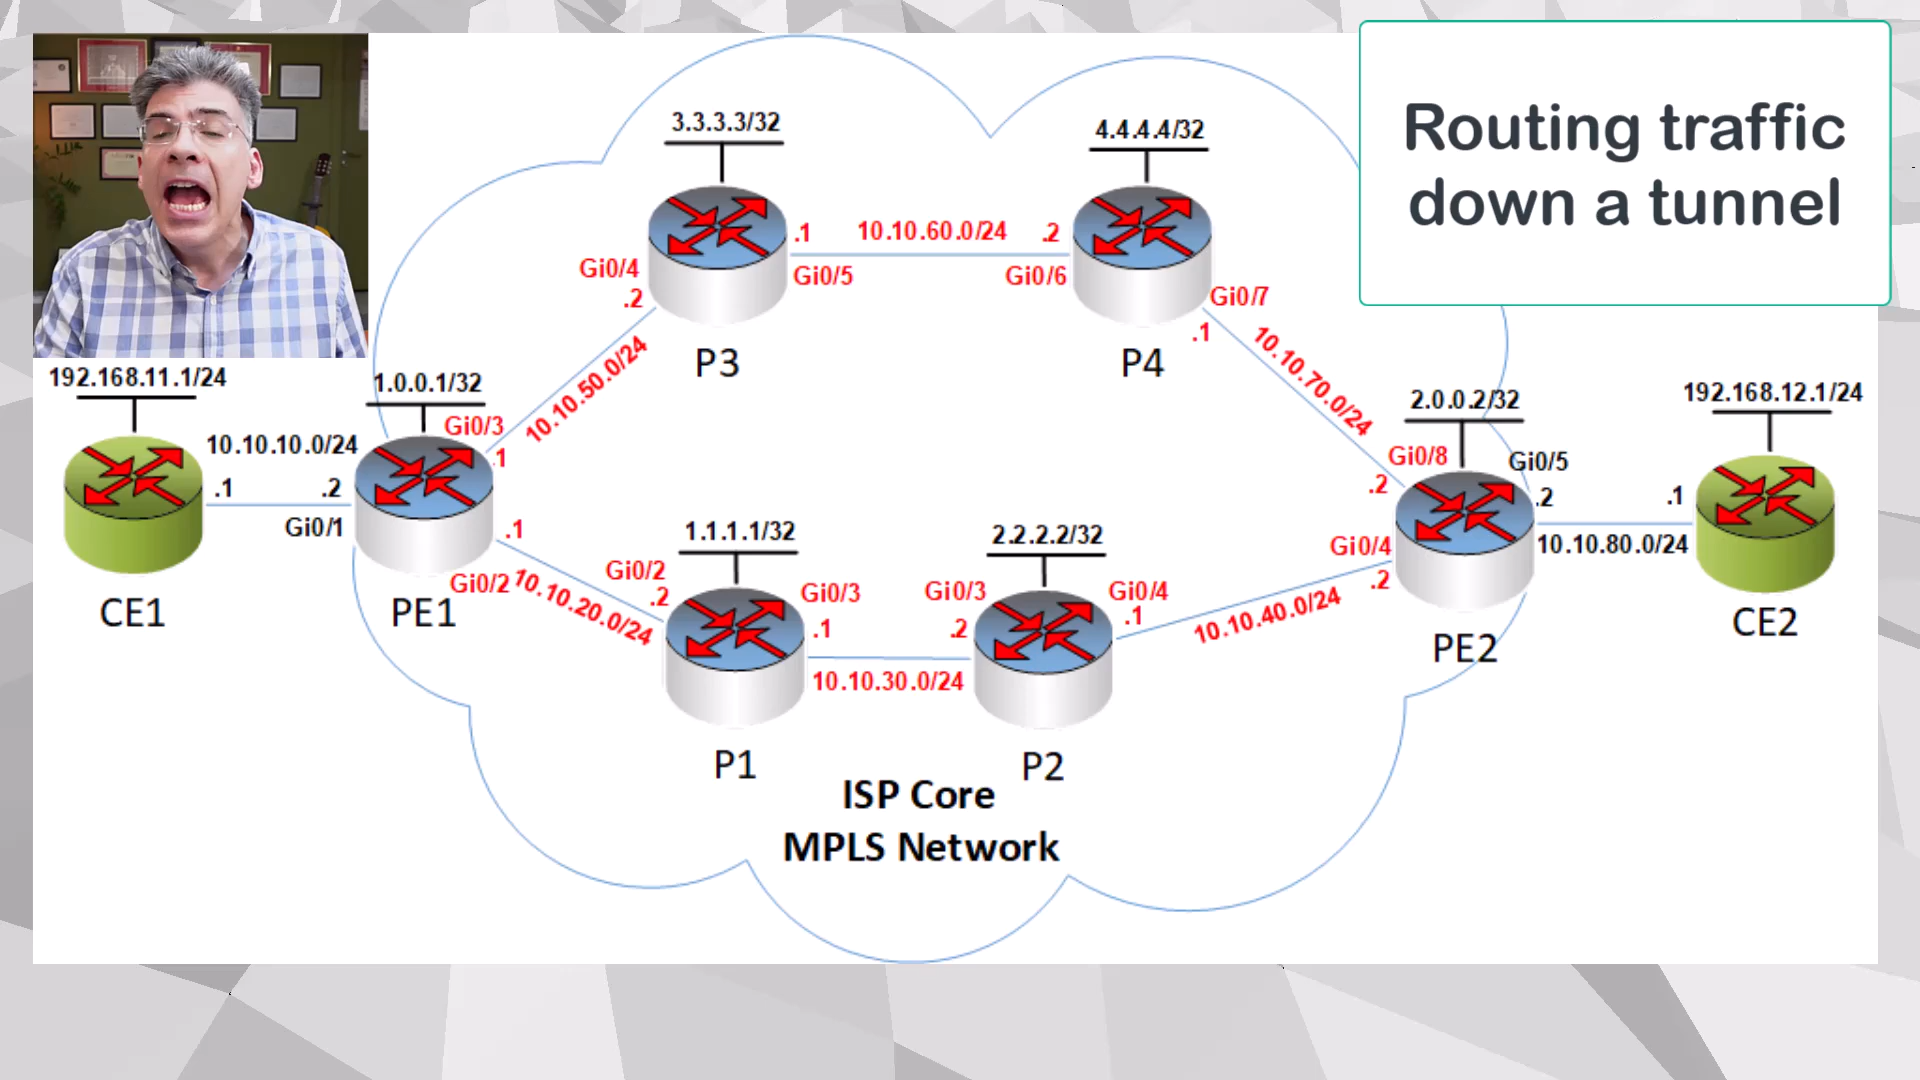 Routing traffic
down a tunnel
3.3.3.3/32
4.4.4.4/32
.1
10.10.60.0/24
.2
Gi0/4
.2
Gi0/5
Gi0/6
Gi0/7
.1
P3
P4
10.10.50.0/24
10.10.70.0/24
192.168.11.1/24
1.0.0.1/32
2.0.0.2/32
192.168.12.1/24
Gi0/3
.1
10.10.10.0/24
.1
.2
Gi0/1
Gi0/8
.2
Gi0/5
.2
.1
10.10.80.0/24
.1
Gi0/2
10.10.20.0/24
Gi0/2
.2
1.1.1.1/32
2.2.2.2/32
Gi0/3
.1
Gi0/3
.2
Gi0/4
.1
10.10.40.0/24
Gi0/4
.2
CE1
PE1
PE2
CE2
10.10.30.0/24
P1
P2
ISP Core
MPLS Network